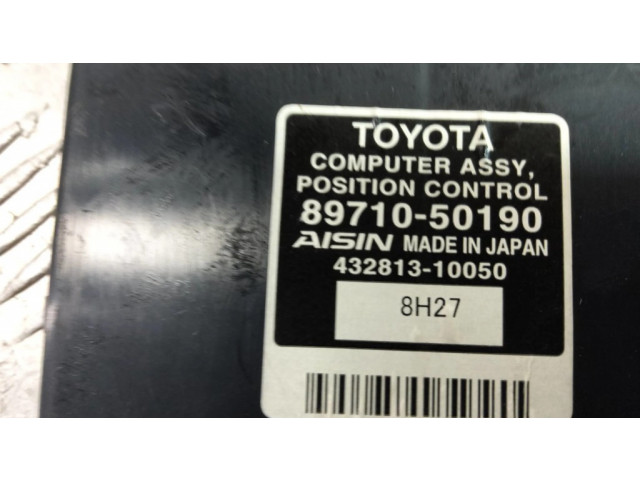 TOYOTA
COMPUTER ASSY,
POSITION CONTROL
89710-50190
AISIN MADE IN JAPAN
432813-10050
8H27